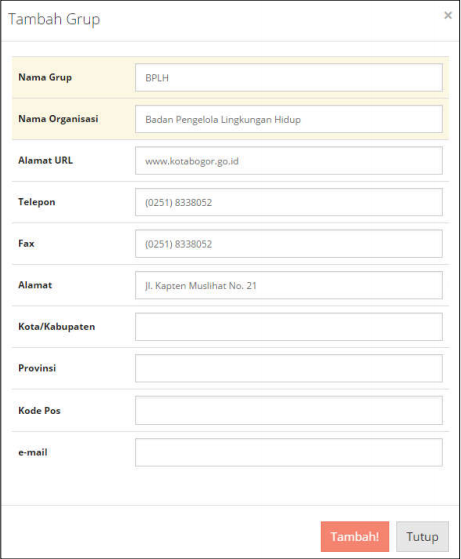 Tambah Grup ×
Nama Grup BPLH
Nama Organisasi Badan Pengelola Lingkungan Hidup
Alamat URL www.kotabogor.go.id
Telepon (0251) 8338052
Fax (0251) 8338052
Alamat Jl. Kapten Muslihat No. 21
Kota/Kabupaten
Provinsi
Kode Pos
e-mail
Tambah! Tutup